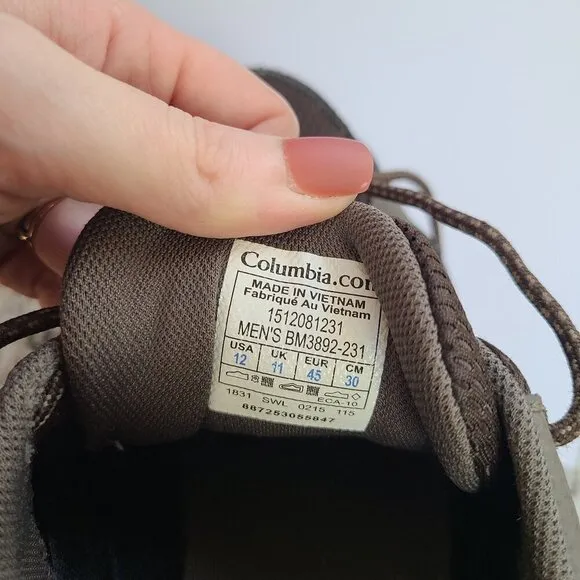 Columbia.com
MADE IN VIETNAM
Fabriqué Au Vietnam
1512081231
MEN'S BM3892-231
USA UK EUR CM
12 11 45 30
1831 SWL 0215 ECA-10 115
887253055847